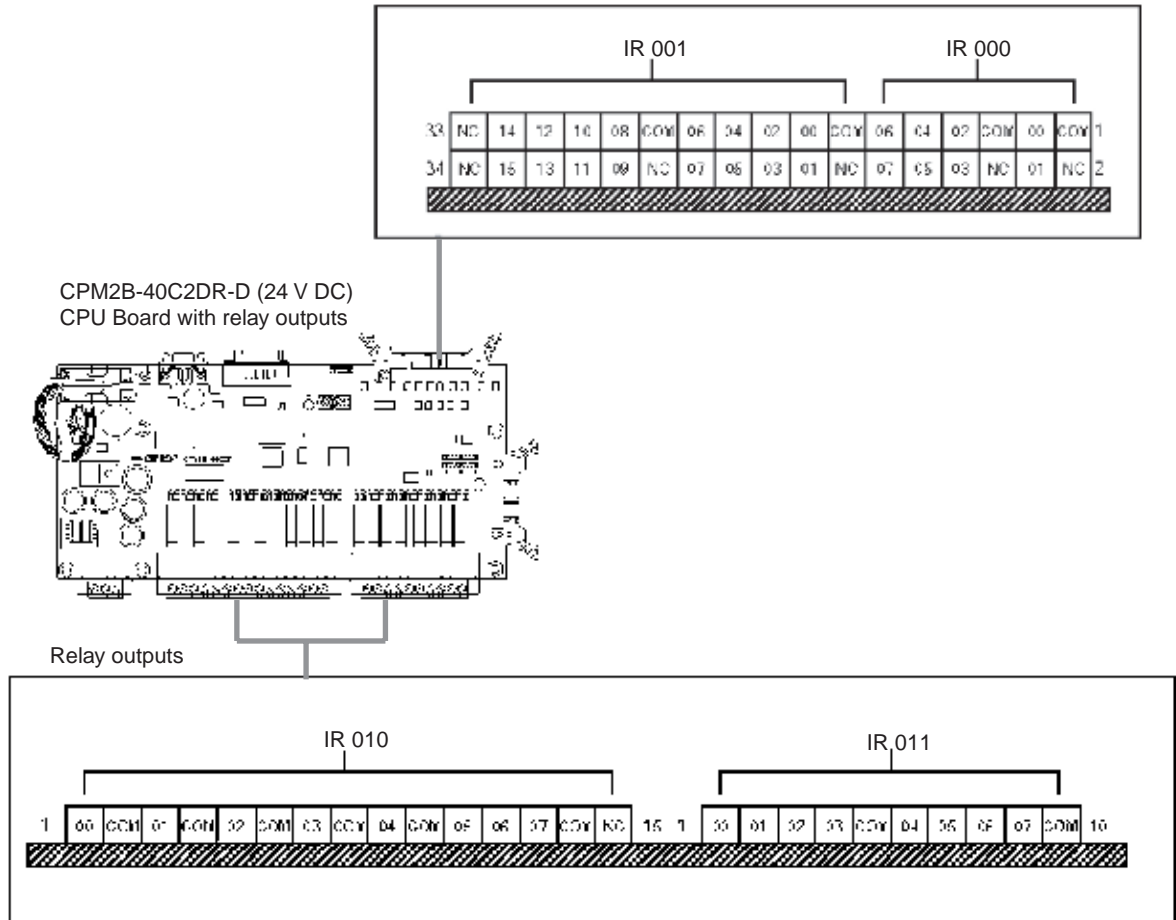 IR 001 IR 000
33 NC 14 12 10 08 COM 06 04 02 00 COM 06 04 02 COM 00 COM 1
34 NC 15 13 11 09 NC 07 05 03 01 NC 07 05 03 NC 01 NC 2
CPM2B-40C2DR-D (24 V DC)
CPU Board with relay outputs
Relay outputs
IR 010 IR 011
1 00 COM 01 COM 02 COM 03 COM 04 COM 05 06 07 COM NC 15 1 00 01 02 03 COM 04 05 06 07 COM 10